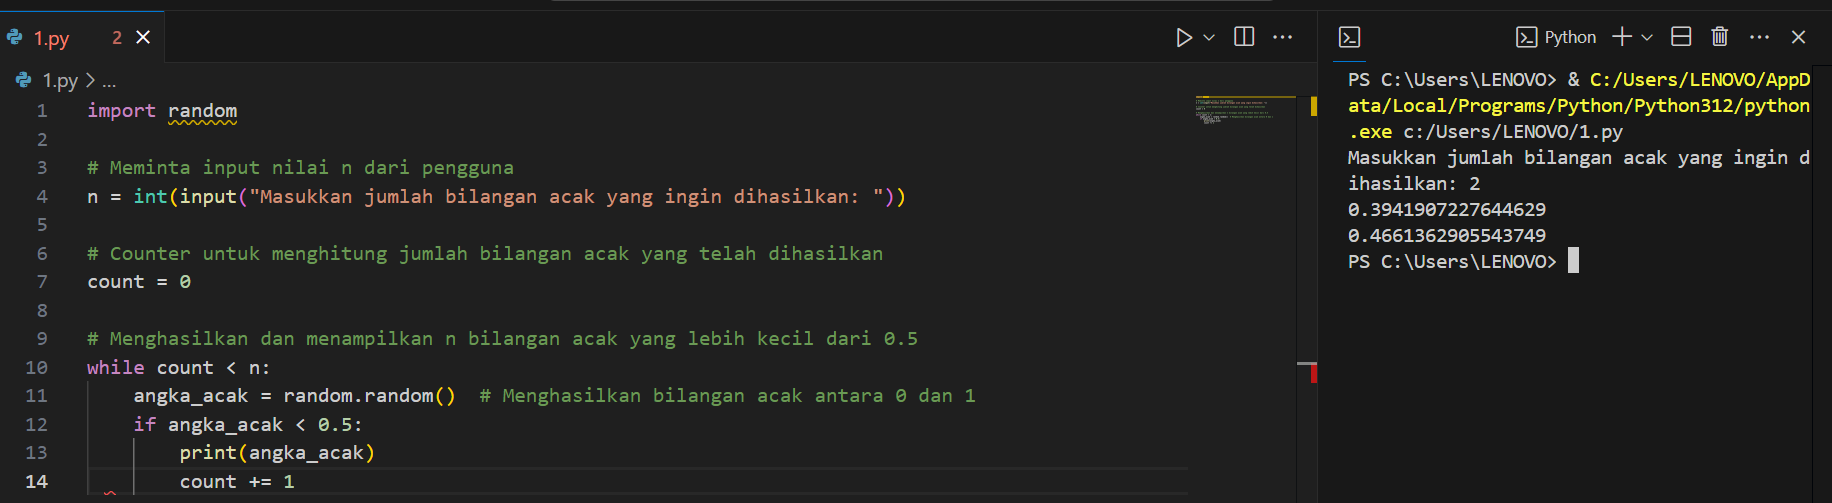 1.py 2
1.py > ...
1 import random
2
3 # Meminta input nilai n dari pengguna
4 n = int(input("Masukkan jumlah bilangan acak yang ingin dihasilkan: "))
5
6 # Counter untuk menghitung jumlah bilangan acak yang telah dihasilkan
7 count = 0
8
9 # Menghasilkan dan menampilkan n bilangan acak yang lebih kecil dari 0.5
10 while count < n:
11 angka_acak = random.random()  # Menghasilkan bilangan acak antara 0 dan 1
12 if angka_acak < 0.5:
13 print(angka_acak)
14 count += 1
Python
PS C:\Users\LENOVO> & C:/Users/LENOVO/AppD
ata/Local/Programs/Python/Python312/python
.exe c:/Users/LENOVO/1.py
Masukkan jumlah bilangan acak yang ingin d
ihasilkan: 2
0.3941907227644629
0.4661362905543749
PS C:\Users\LENOVO>